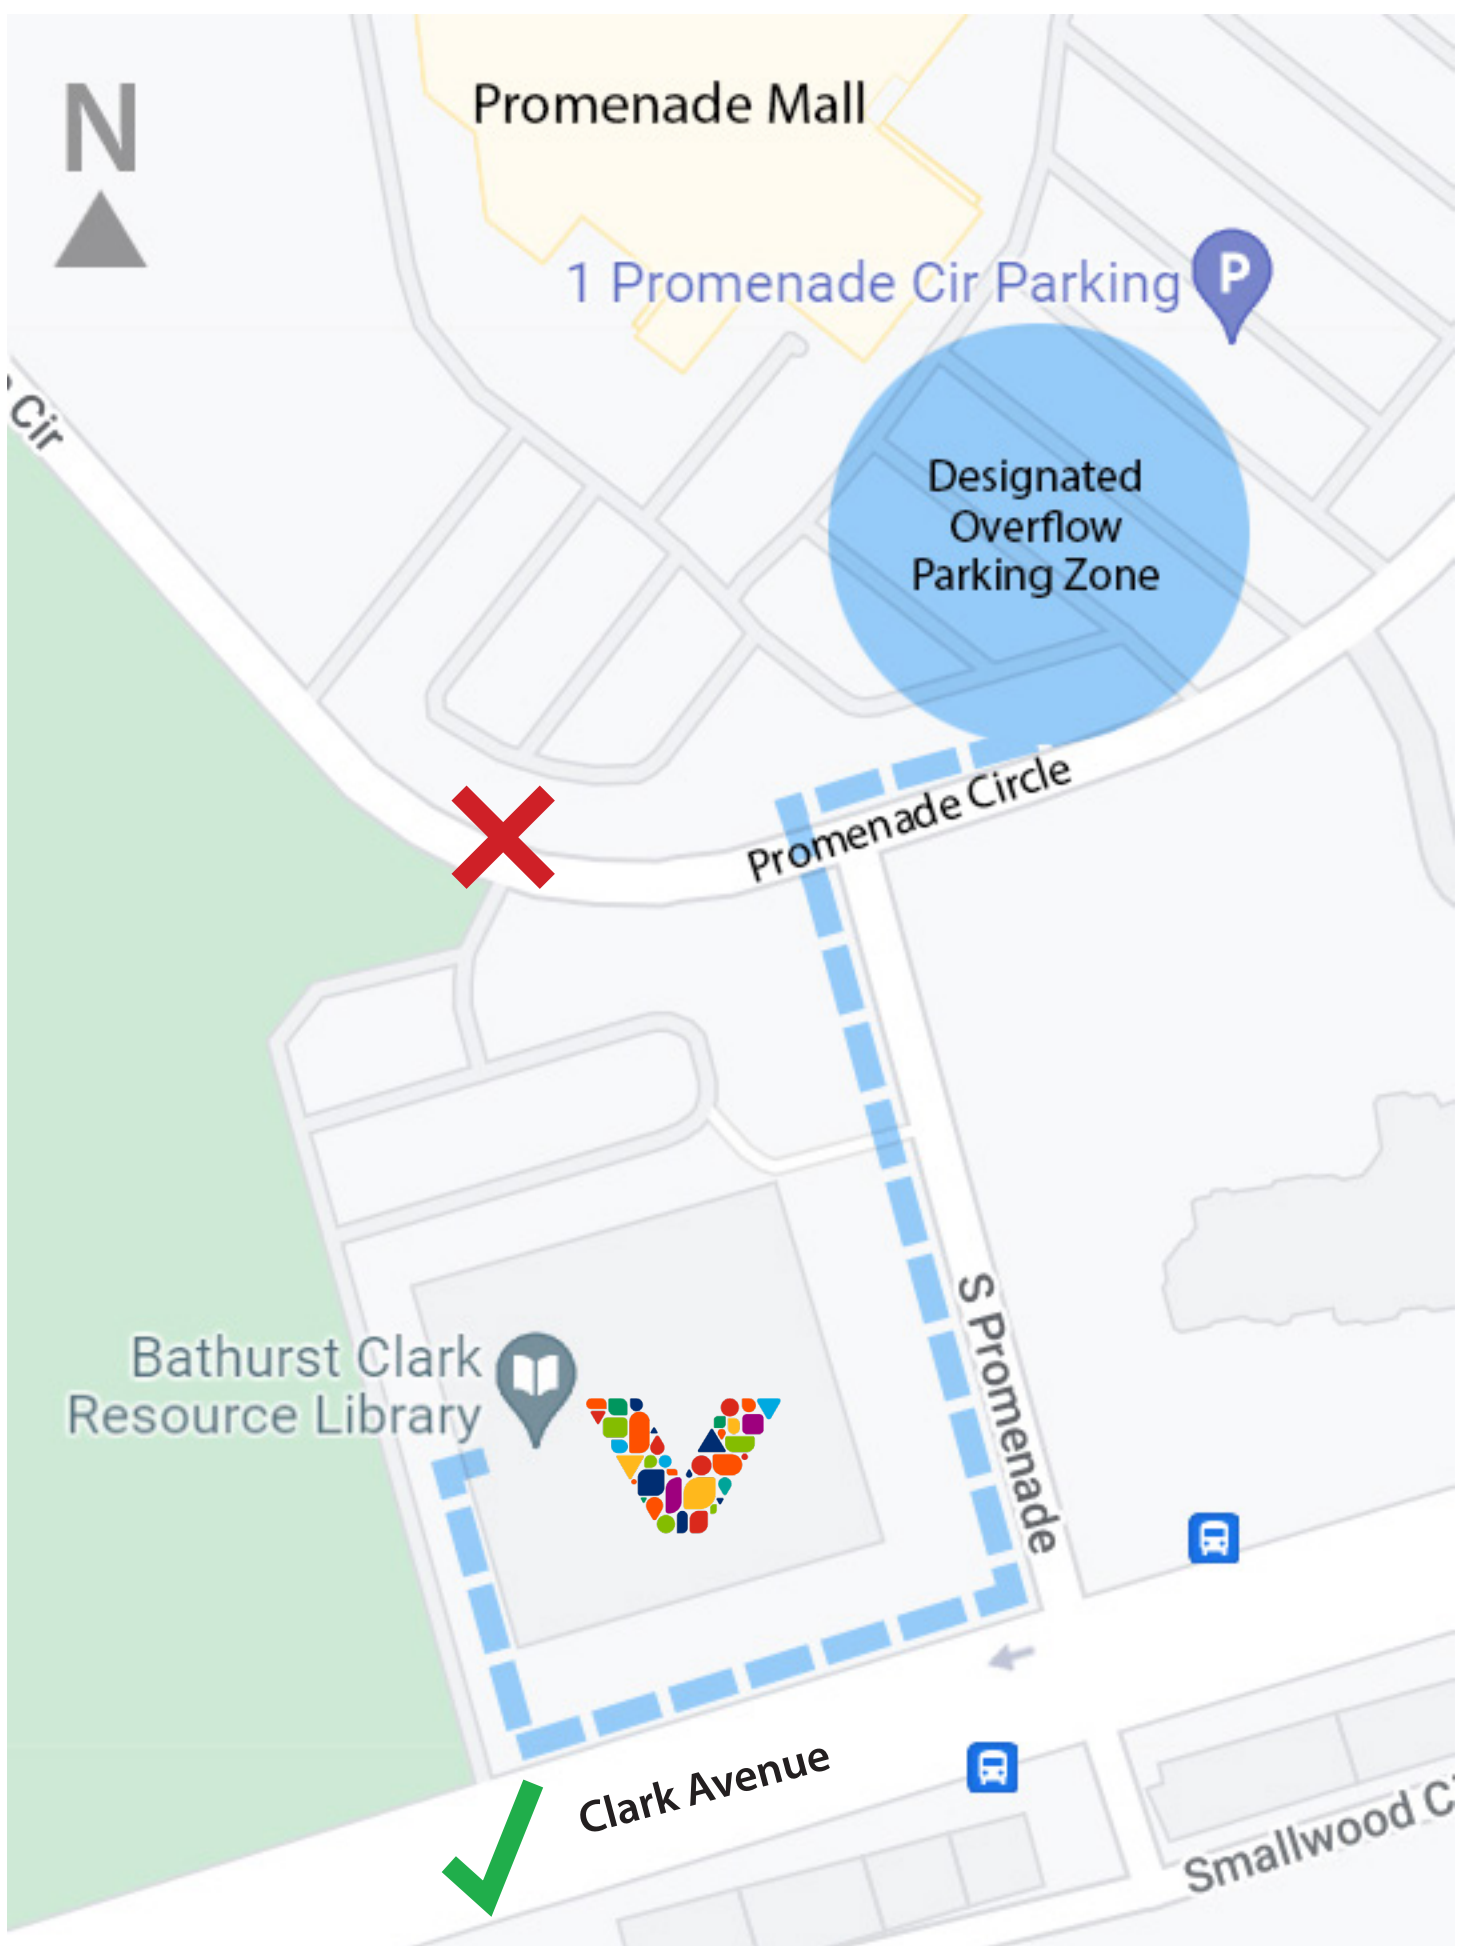 N
Promenade Mall
1 Promenade Cir Parking
P
Cir
Designated
Overflow
Parking Zone
Promenade Circle
S Promenade
Bathurst Clark
Resource Library
Clark Avenue
Smallwood C